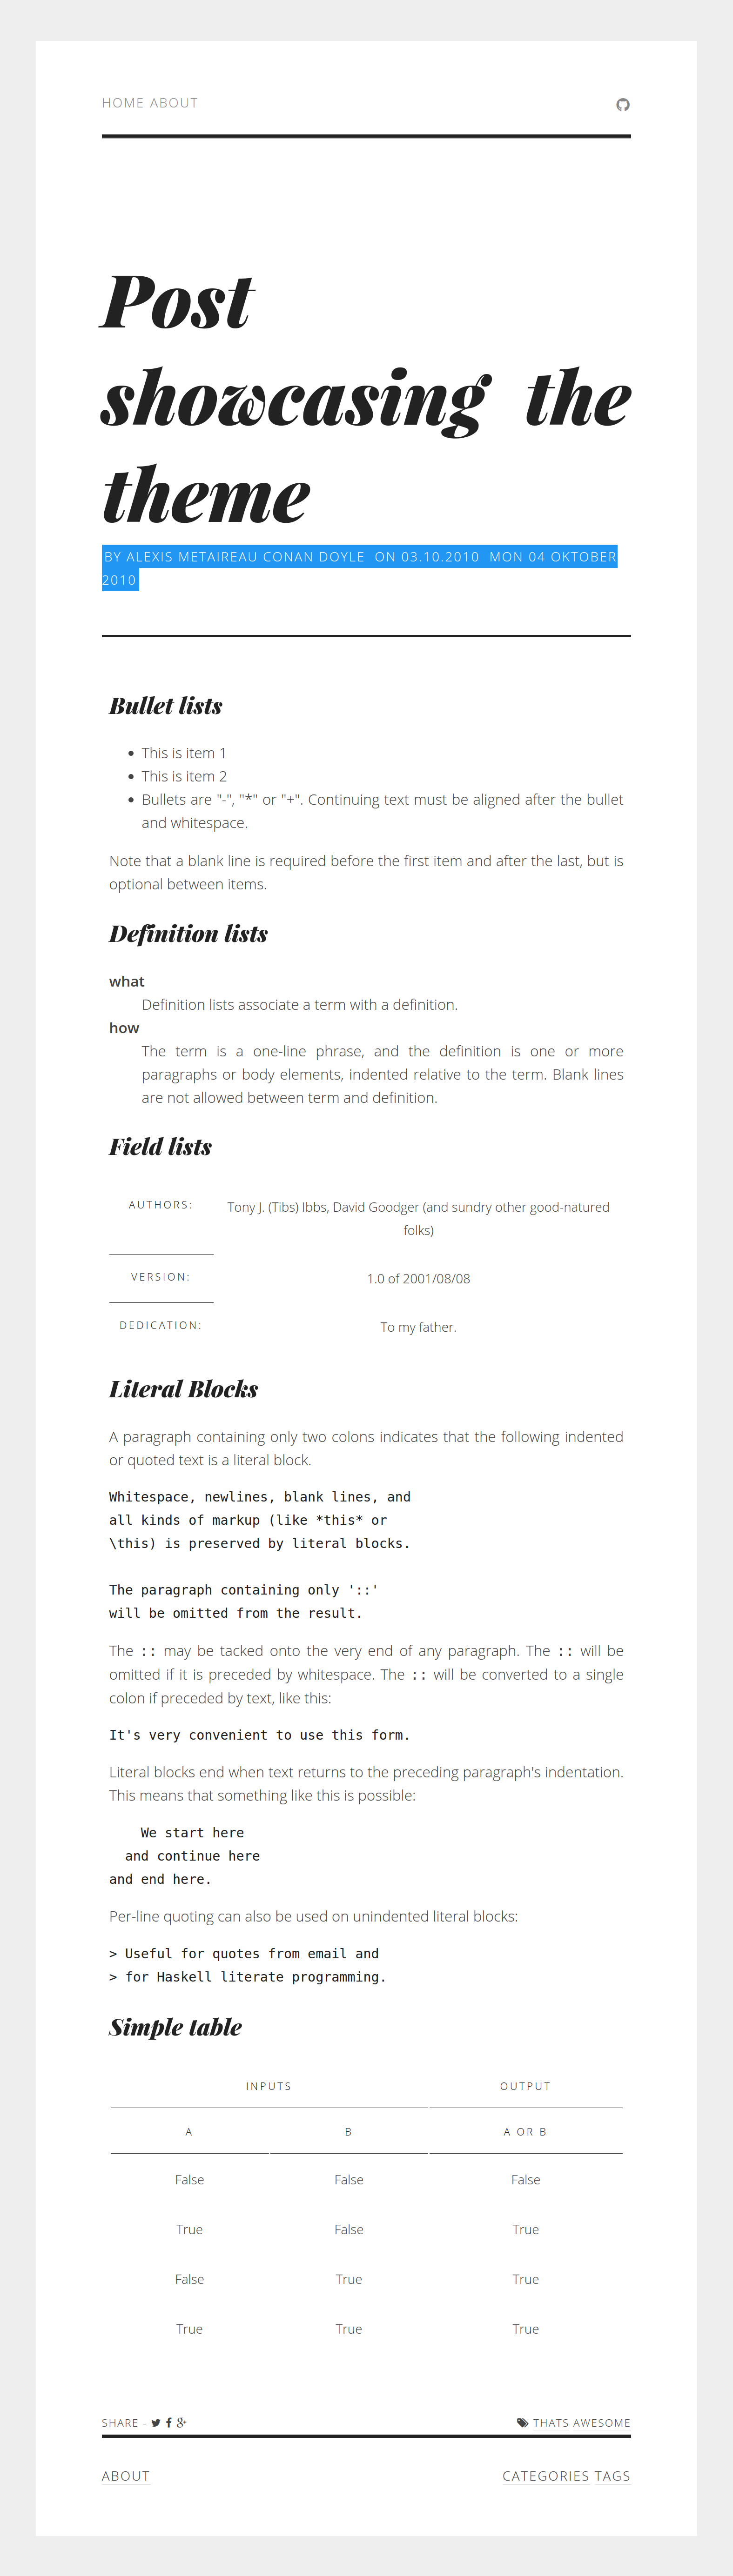 HOME ABOUT
Post
showcasing the
theme
BY ALEXIS METAIREAU CONAN DOYLE ON 03.10.2010 MON 04 OKTOBER
2010
Bullet lists
This is item 1
This is item 2
Bullets are "-", "*" or "+". Continuing text must be aligned after the bullet
and whitespace.
Note that a blank line is required before the first item and after the last, but is
optional between items.
Definition lists
what
Definition lists associate a term with a definition.
how
The term is a one-line phrase, and the definition is one or more
paragraphs or body elements, indented relative to the term. Blank lines
are not allowed between term and definition.
Field lists
AUTHORS: Tony J. (Tibs) Ibbs, David Goodger (and sundry other good-natured
folks)
VERSION: 1.0 of 2001/08/08
DEDICATION: To my father.
Literal Blocks
A paragraph containing only two colons indicates that the following indented
or quoted text is a literal block.
Whitespace, newlines, blank lines, and
all kinds of markup (like *this* or
\this) is preserved by literal blocks.
The paragraph containing only '::'
will be omitted from the result.
The :: may be tacked onto the very end of any paragraph. The :: will be
omitted if it is preceded by whitespace. The :: will be converted to a single
colon if preceded by text, like this:
It's very convenient to use this form.
Literal blocks end when text returns to the preceding paragraph's indentation.
This means that something like this is possible:
We start here
and continue here
and end here.
Per-line quoting can also be used on unindented literal blocks:
> Useful for quotes from email and
> for Haskell literate programming.
Simple table
INPUTS OUTPUT
A B A OR B
False False False
True False True
False True True
True True True
SHARE - THATS AWESOME
ABOUT CATEGORIES TAGS